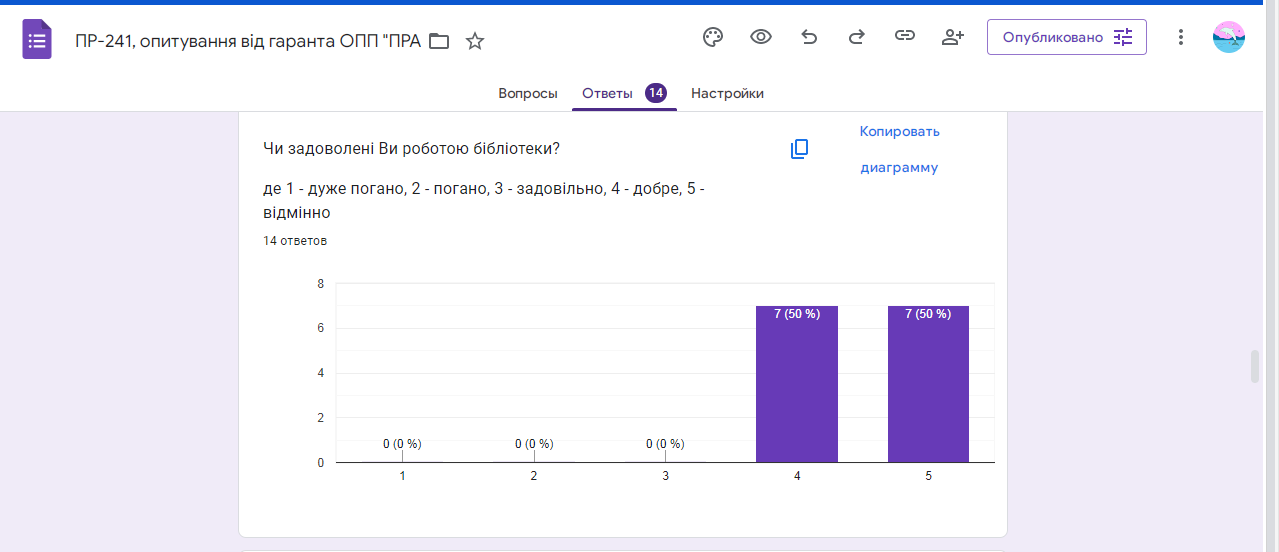 ПР-241, опитування від гаранта ОПП "ПРА
Опубликовано
Вопросы
Ответы 14
Настройки
Чи задоволені Ви роботою бібліотеки?
Копировать
диаграмму
де 1 - дуже погано, 2 - погано, 3 - задовільно, 4 - добре, 5 -
відмінно
14 ответов
8
6
4
2
0
0 (0 %)
0 (0 %)
0 (0 %)
7 (50 %)
7 (50 %)
1
2
3
4
5